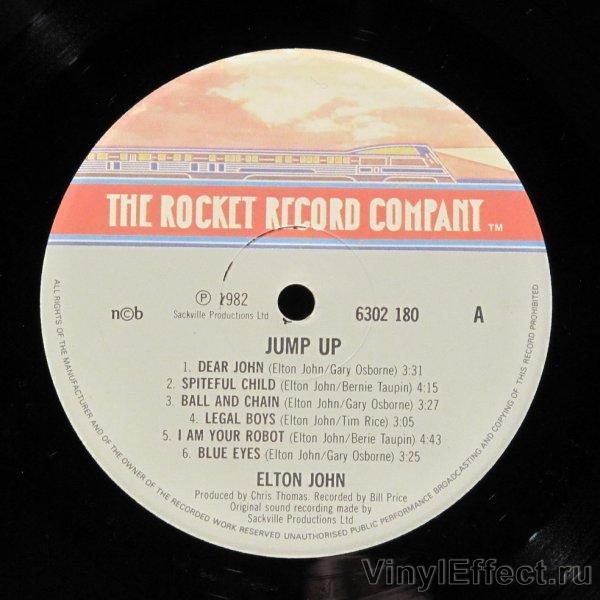 THE ROCKET RECORD COMPANY TM
n©b
℗ 1982
Sackville Productions Ltd
6302 180
A
JUMP UP
1. DEAR JOHN (Elton John/Gary Osborne) 3:31
2. SPITEFUL CHILD (Elton John/Bernie Taupin) 4:15
3. BALL AND CHAIN (Elton John/Gary Osborne) 3:27
4. LEGAL BOYS (Elton John/Tim Rice) 3:05
5. I AM YOUR ROBOT (Elton John/Berie Taupin) 4:43
6. BLUE EYES (Elton John/Gary Osborne) 3:25
ELTON JOHN
Produced by Chris Thomas. Recorded by Bill Price
Original sound recording made by
Sackville Productions Ltd
ALL RIGHTS OF THE MANUFACTURER AND OF THE OWNER OF THE RECORDED WORK RESERVED UNAUTHORISED PUBLIC PERFORMANCE BROADCASTING AND COPYING OF THIS RECORD PROHIBITED
VinylEffect.ru